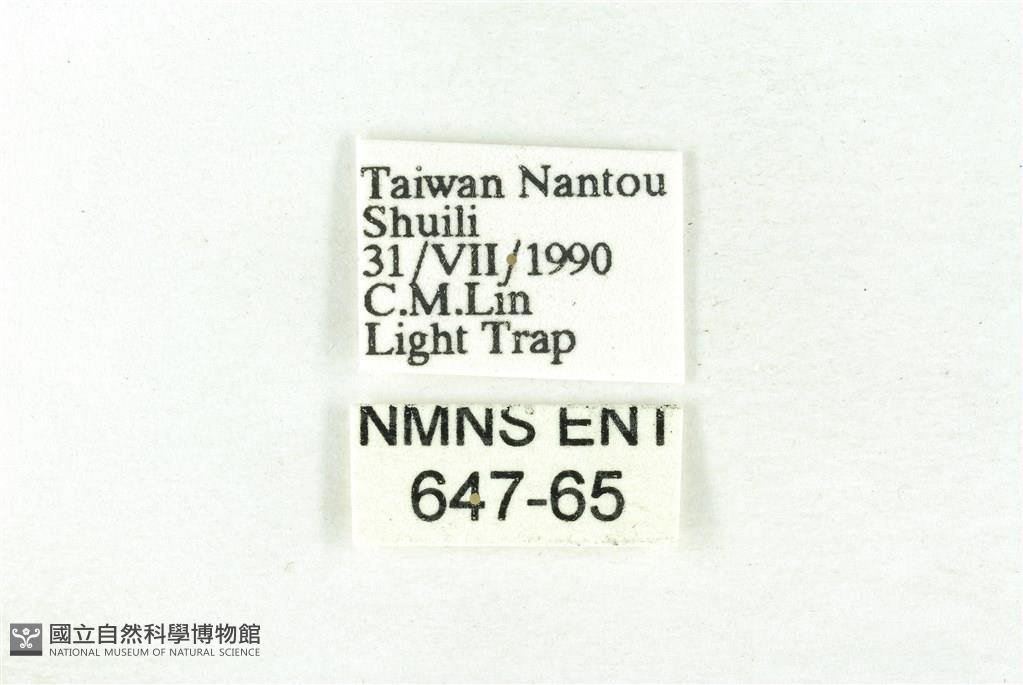 Taiwan Nantou
Shuili
31/VII/1990
C.M.Lin
Light Trap
NMNS ENT
647-65
國立自然科學博物館
NATIONAL MUSEUM OF NATURAL SCIENCE